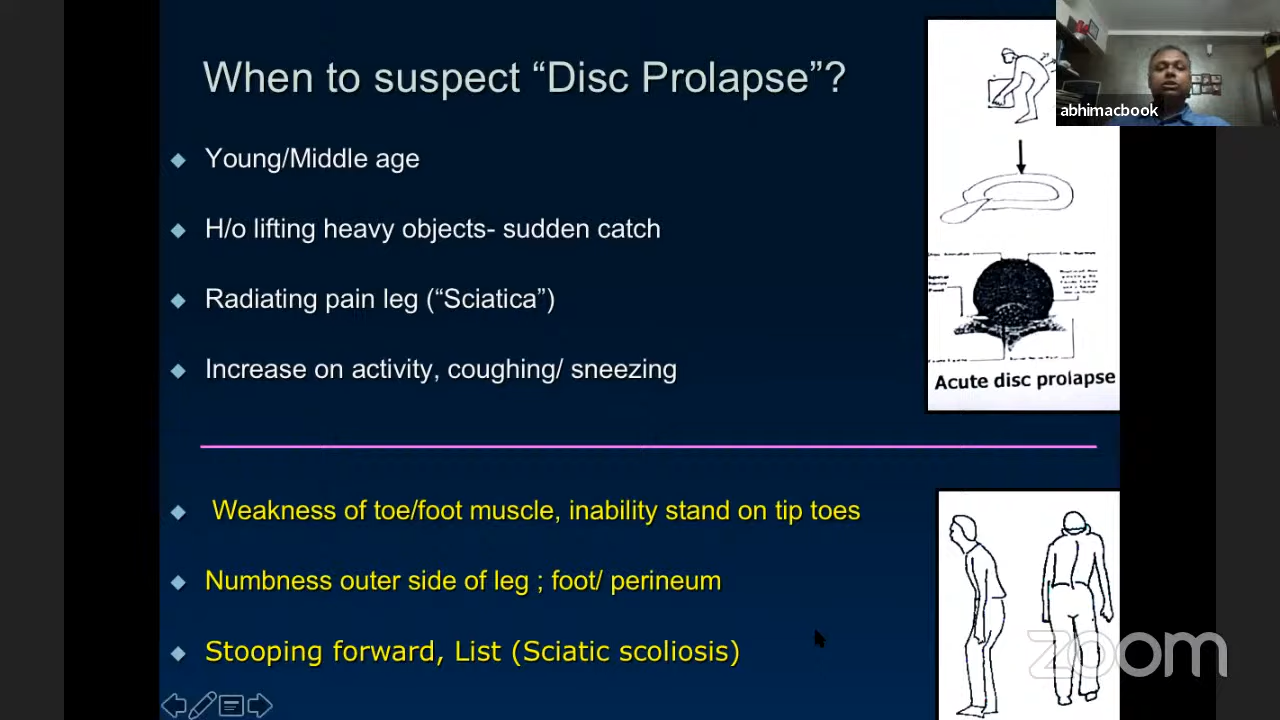 When to suspect “Disc Prolapse”?
abhimacbook
Young/Middle age
H/o lifting heavy objects- sudden catch
Radiating pain leg (“Sciatica”)
Increase on activity, coughing/ sneezing
Acute disc prolapse
Weakness of toe/foot muscle, inability stand on tip toes
Numbness outer side of leg ; foot/ perineum
Stooping forward, List (Sciatic scoliosis)
zoom